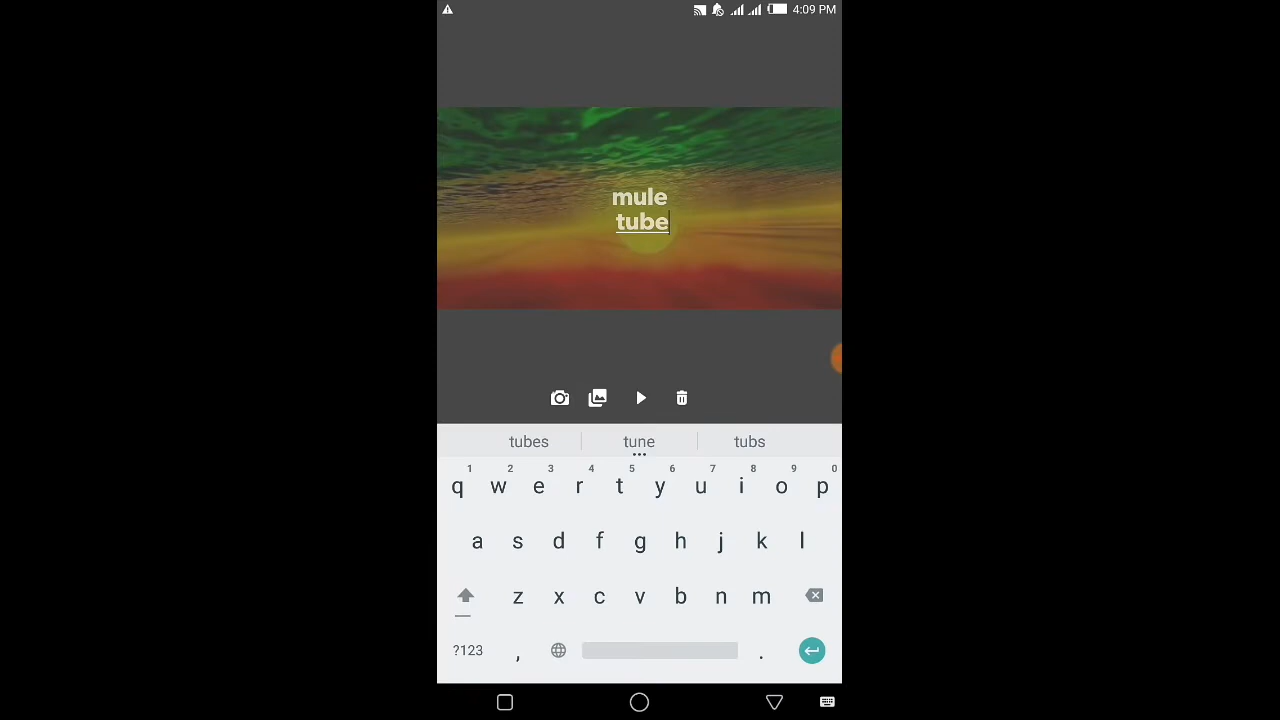 4:09 PM
mule
tube
tubes tune tubs
1 2 3 4 5 6 7 8 9 0
q w e r t y u i o p
a s d f g h j k l
z x c v b n m
?123 , .